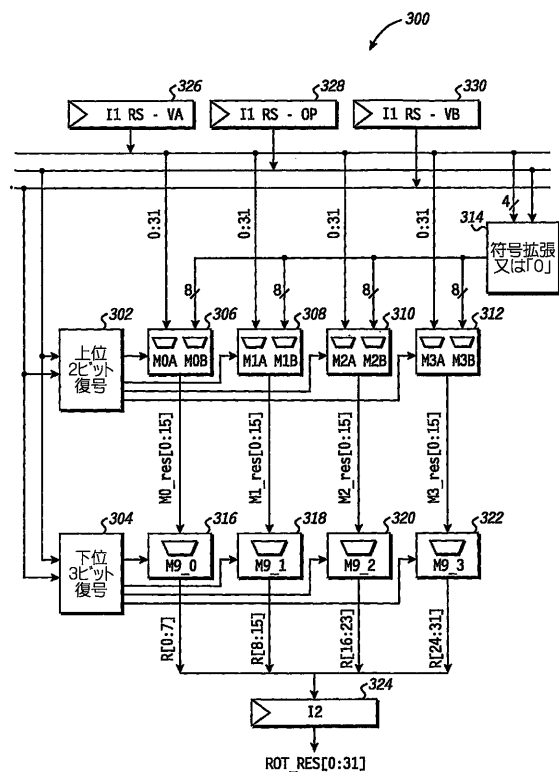 300
326
328
330
I1 RS - VA
I1 RS - OP
I1 RS - VB
4
314
0:31
0:31
0:31
0:31
符号拡張
又は「0」
8
8
8
8
302
306
308
310
312
上位
2ビット
復号
M0A M0B
M1A M1B
M2A M2B
M3A M3B
M0_res[0:15]
M1_res[0:15]
M2_res[0:15]
M3_res[0:15]
304
316
318
320
322
下位
3ビット
復号
M9_0
M9_1
M9_2
M9_3
R[0:7]
R[8:15]
R[16:23]
R[24:31]
324
I2
ROT_RES[0:31]